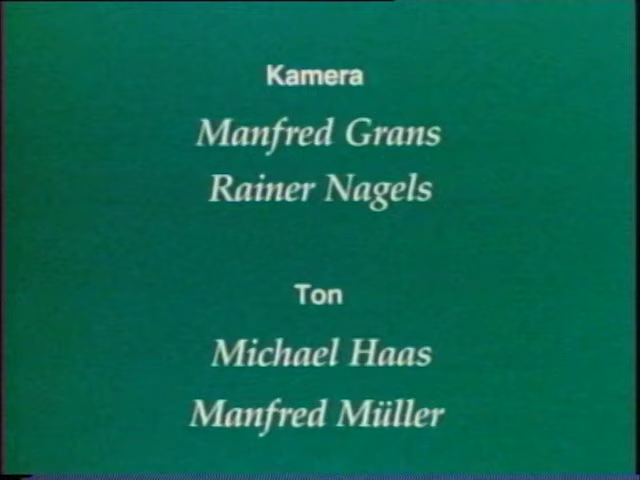 Kamera
Manfred Grans
Rainer Nagels
Ton
Michael Haas
Manfred Müller